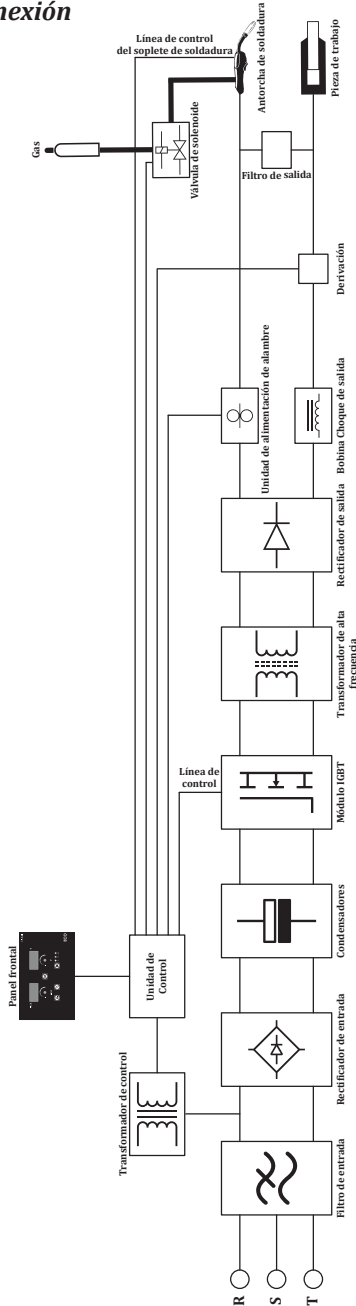 nexión
Línea de control
del soplete de soldadura
Antorcha de soldadura
Pieza de trabajo
Gas
Válvula de solenoide
Filtro de salida
Derivación
Unidad de alimentación de alambre
Bobina Choque de salida
Rectificador de salida
Transformador de alta
frecuencia
Línea de
control
Módulo IGBT
Panel frontal
Unidad de
Control
Condensadores
Transformador de control
Rectificador de entrada
Filtro de entrada
R
S
T